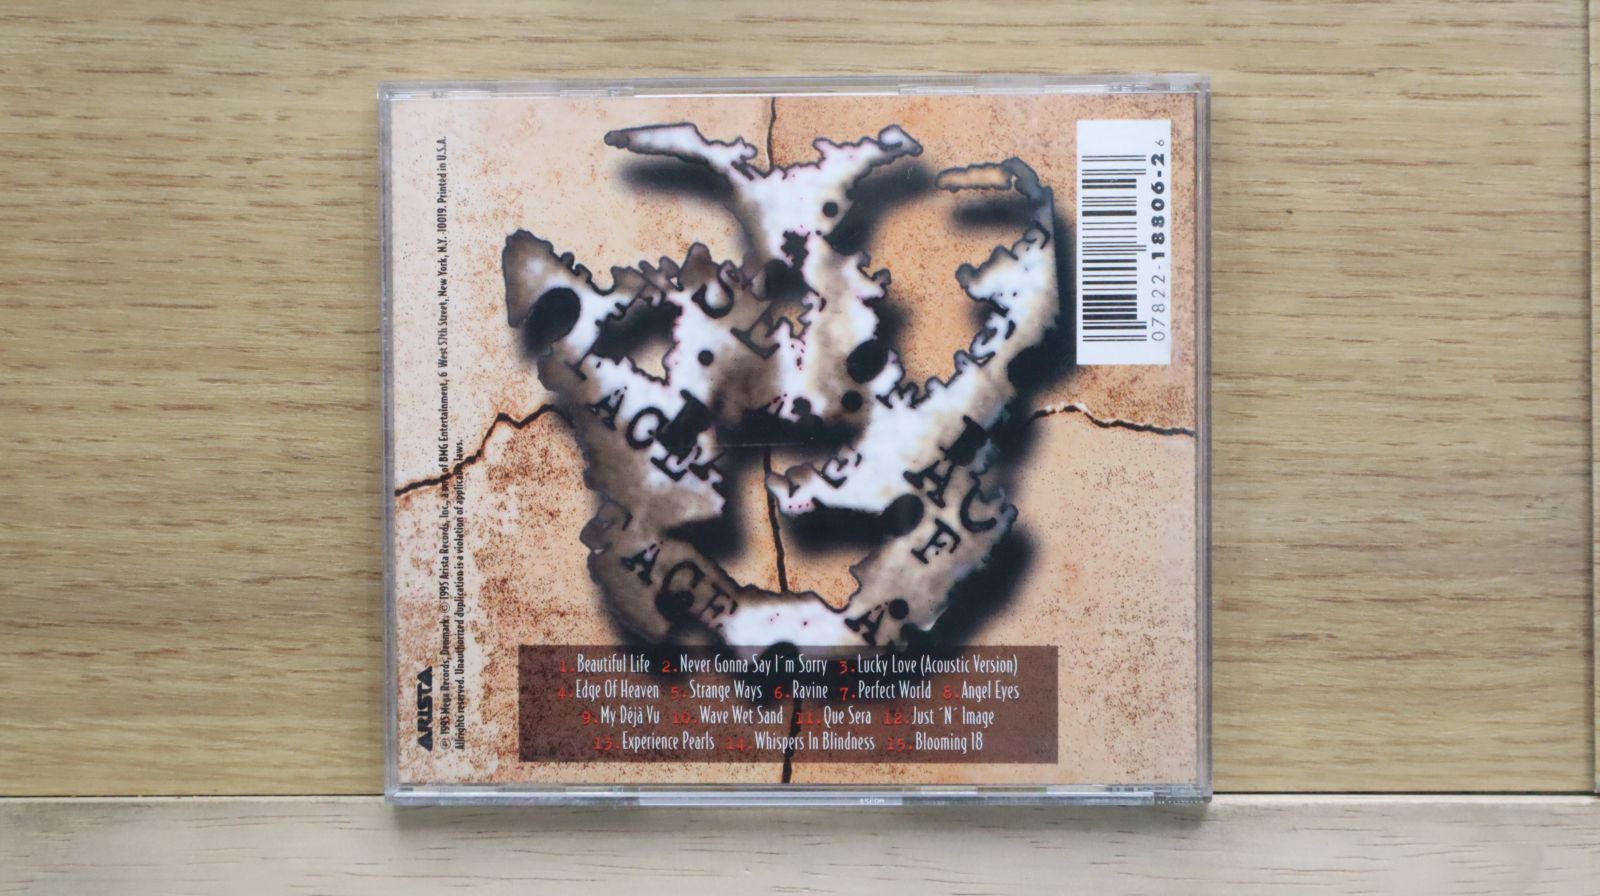 1. Beautiful Life 2. Never Gonna Say I´m Sorry 3. Lucky Love (Acoustic Version)
4. Edge Of Heaven 5. Strange Ways 6. Ravine 7. Perfect World 8. Angel Eyes
9. My Déjà Vu 10. Wave Wet Sand 11. Que Sera 12. Just ´N´ Image
13. Experience Pearls 14. Whispers In Blindness 15. Blooming 18
ARISTA
© 1995 Mega Records, Denmark © 1995 Arista Records, Inc., a unit of BMG Entertainment, 6 West 57th Street, New York, N.Y. 10019. Printed in U.S.A.
All rights reserved. Unauthorized duplication is a violation of applicable laws.
07822-18806-2 6
ACE
ACE
ACE